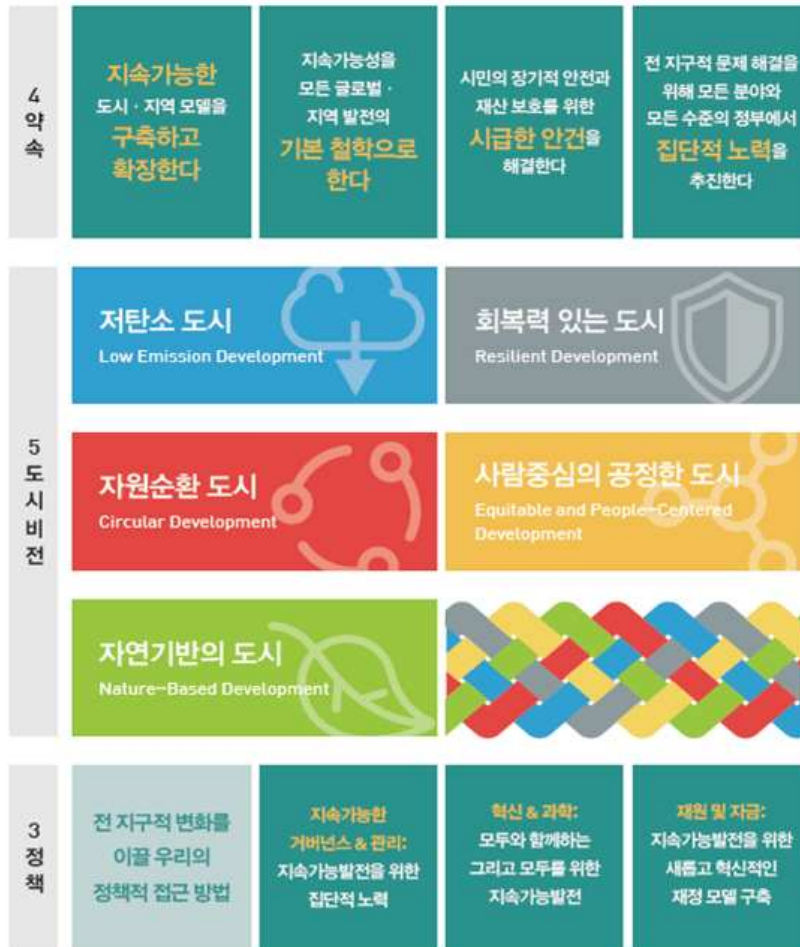 4
약
속
지속가능한
도시 · 지역 모델을
구축하고
확장한다
지속가능성을
모든 글로벌 ·
지역 발전의
기본 철학으로
한다
시민의 장기적 안전과
재산 보호를 위한
시급한 안건을
해결한다
전 지구적 문제 해결을
위해 모든 분야와
모든 수준의 정부에서
집단적 노력을
추진한다
5
도
시
비
전
저탄소 도시
Low Emission Development
회복력 있는 도시
Resilient Development
자원순환 도시
Circular Development
사람중심의 공정한 도시
Equitable and People-Centered
Development
자연기반의 도시
Nature-Based Development
3
정
책
전 지구적 변화를
이끌 우리의
정책적 접근 방법
지속가능한
거버넌스 & 관리:
지속가능발전을 위한
집단적 노력
혁신 & 과학:
모두와 함께하는
그리고 모두를 위한
지속가능발전
재원 및 자금:
지속가능발전을 위한
새롭고 혁신적인
재정 모델 구축